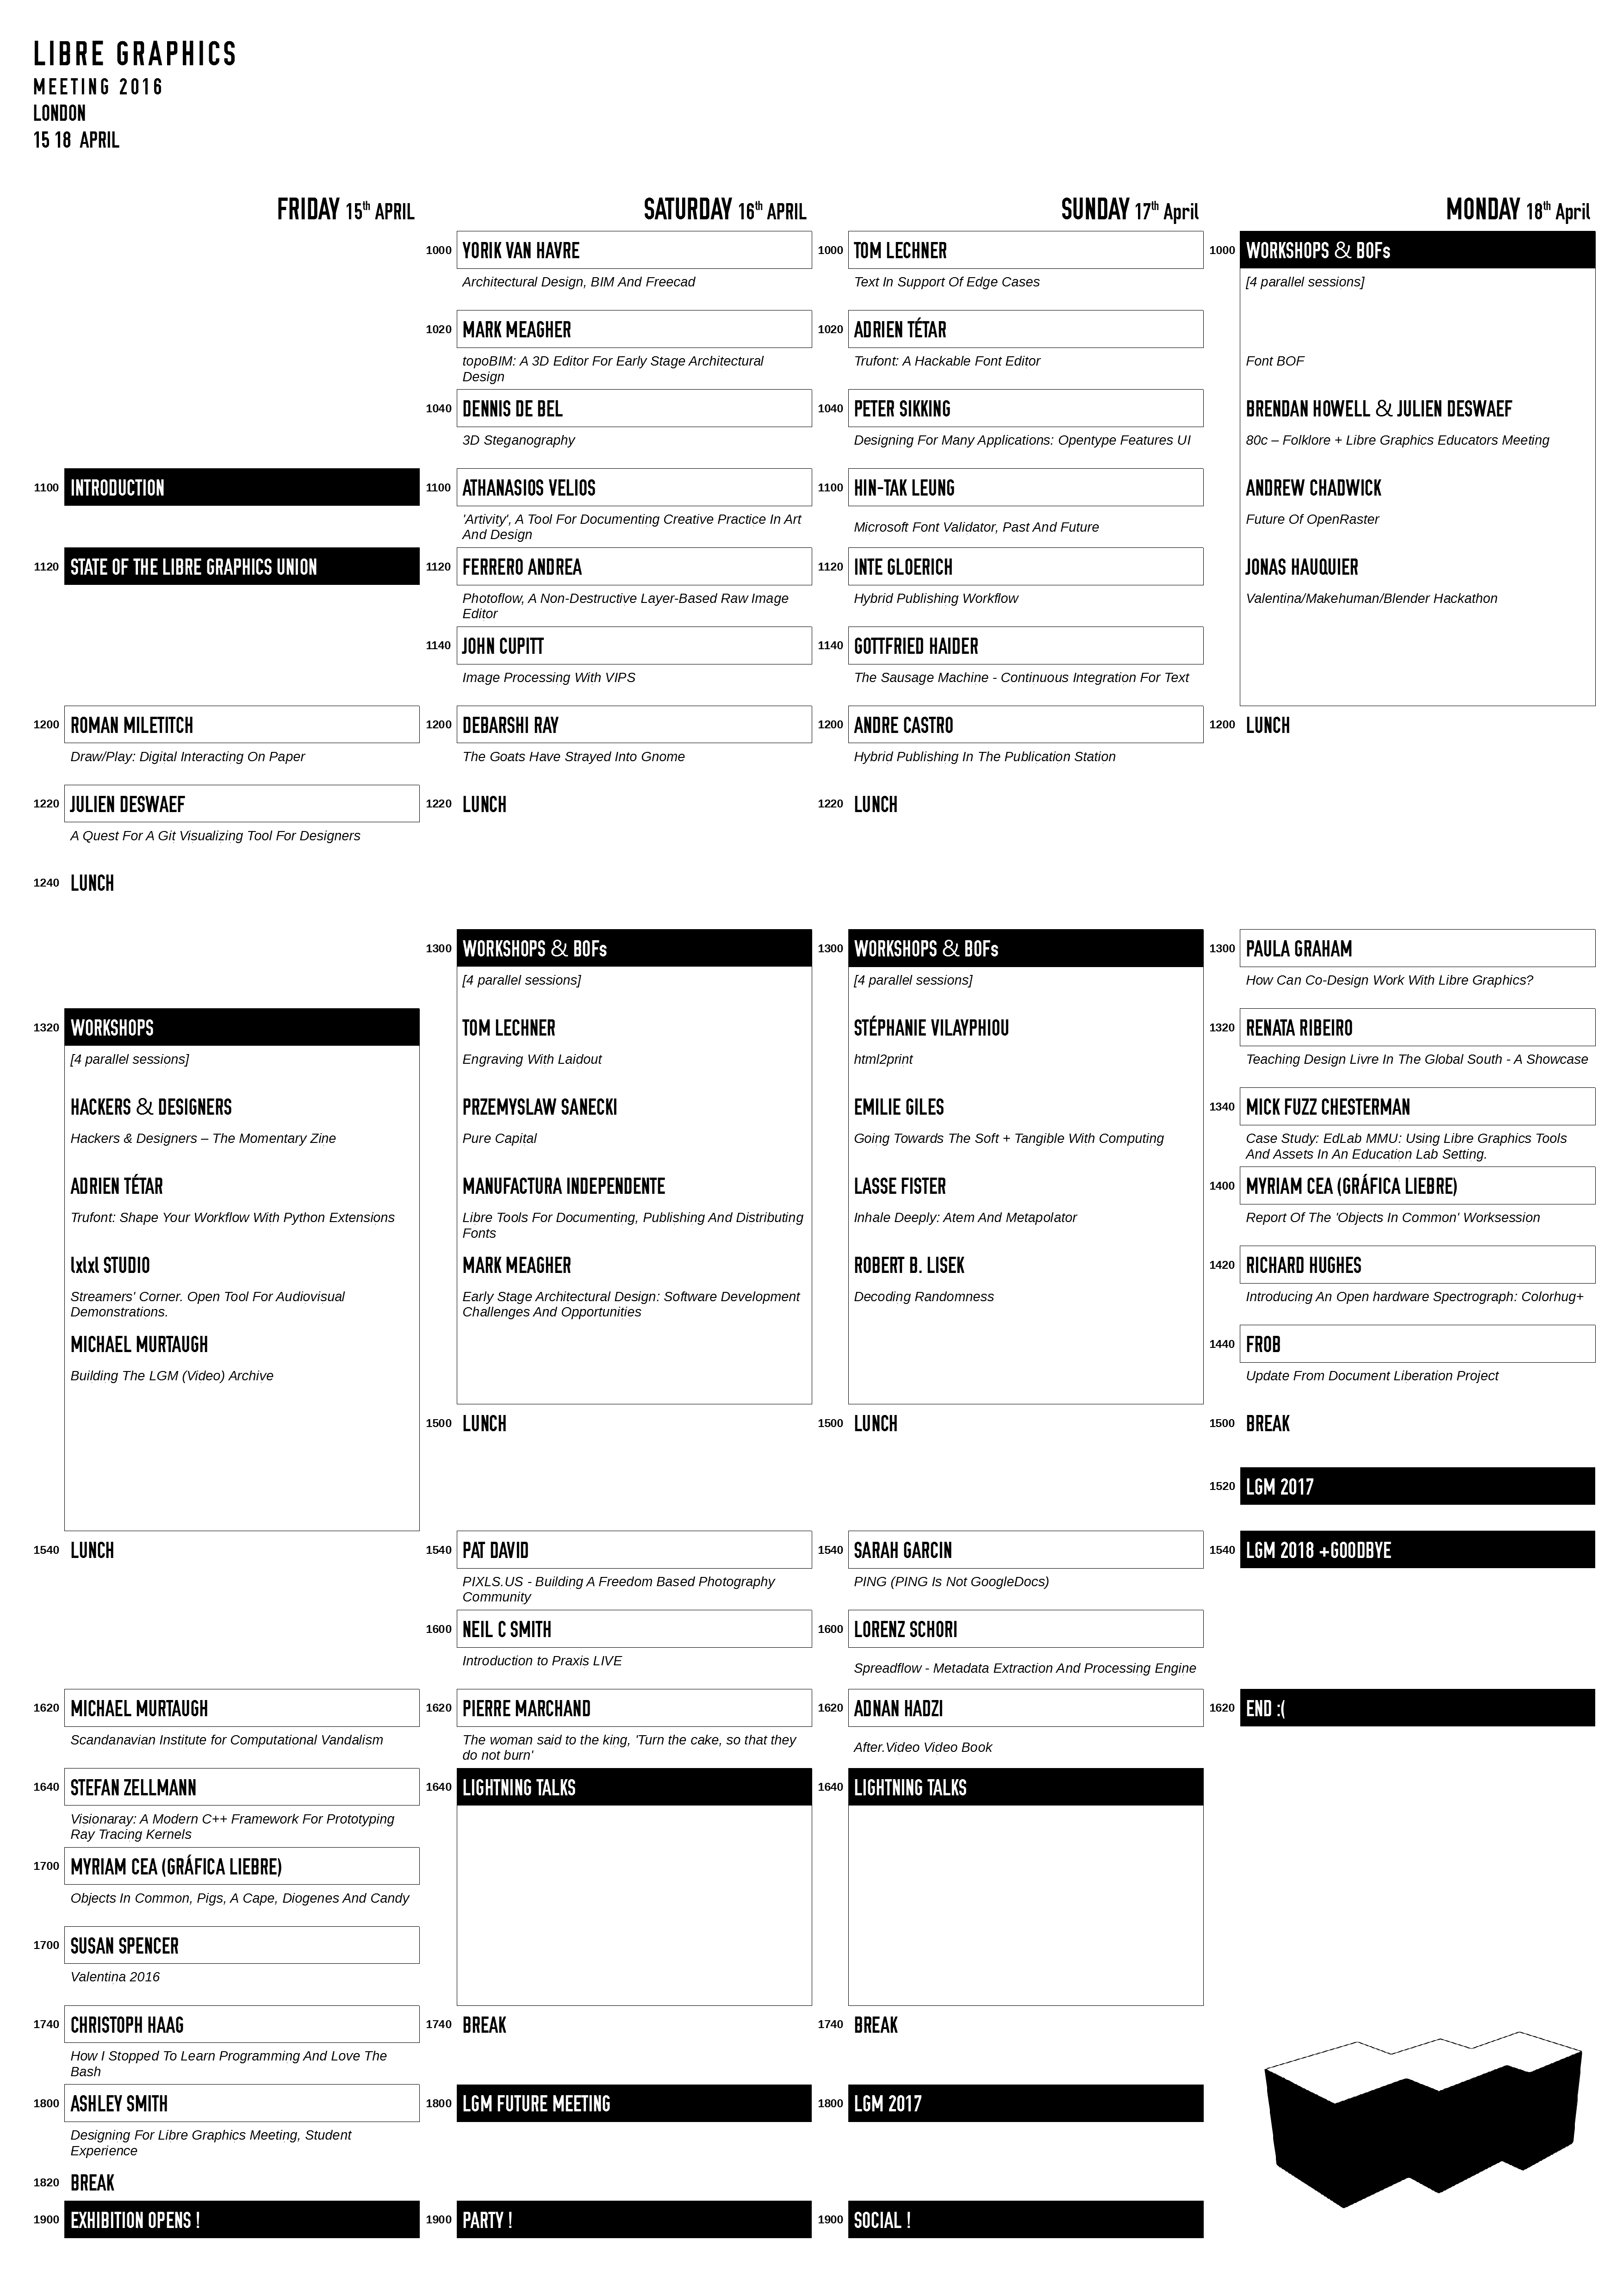 LIBRE GRAPHICS
MEETING 2016
LONDON
15 18 APRIL
FRIDAY 15th APRIL
1100 INTRODUCTION
1120 STATE OF THE LIBRE GRAPHICS UNION
1200 ROMAN MILETITCH
Draw/Play: Digital Interacting On Paper
1220 JULIEN DESWAEF
A Quest For A Git Visualizing Tool For Designers
1240 LUNCH
1320 WORKSHOPS
[4 parallel sessions]
HACKERS & DESIGNERS
Hackers & Designers – The Momentary Zine
ADRIEN TÉTAR
Trufont: Shape Your Workflow With Python Extensions
lxlxl STUDIO
Streamers' Corner. Open Tool For Audiovisual
Demonstrations.
MICHAEL MURTAUGH
Building The LGM (Video) Archive
1540 LUNCH
1620 MICHAEL MURTAUGH
Scandanavian Institute for Computational Vandalism
1640 STEFAN ZELLMANN
Visionaray: A Modern C++ Framework For Prototyping
Ray Tracing Kernels
1700 MYRIAM CEA (GRÁFICA LIEBRE)
Objects In Common, Pigs, A Cape, Diogenes And Candy
1700 SUSAN SPENCER
Valentina 2016
1740 CHRISTOPH HAAG
How I Stopped To Learn Programming And Love The
Bash
1800 ASHLEY SMITH
Designing For Libre Graphics Meeting, Student
Experience
1820 BREAK
1900 EXHIBITION OPENS !
SATURDAY 16th APRIL
1000 YORIK VAN HAVRE
Architectural Design, BIM And Freecad
1020 MARK MEAGHER
topoBIM: A 3D Editor For Early Stage Architectural
Design
1040 DENNIS DE BEL
3D Steganography
1100 ATHANASIOS VELIOS
'Artivity', A Tool For Documenting Creative Practice In Art
And Design
1120 FERRERO ANDREA
Photoflow, A Non-Destructive Layer-Based Raw Image
Editor
1140 JOHN CUPITT
Image Processing With VIPS
1200 DEBARSHI RAY
The Goats Have Strayed Into Gnome
1220 LUNCH
1300 WORKSHOPS & BOFs
[4 parallel sessions]
TOM LECHNER
Engraving With Laidout
PRZEMYSLAW SANECKI
Pure Capital
MANUFACTURA INDEPENDENTE
Libre Tools For Documenting, Publishing And Distributing
Fonts
MARK MEAGHER
Early Stage Architectural Design: Software Development
Challenges And Opportunities
1500 LUNCH
1540 PAT DAVID
PIXLS.US - Building A Freedom Based Photography
Community
1600 NEIL C SMITH
Introduction to Praxis LIVE
1620 PIERRE MARCHAND
The woman said to the king, 'Turn the cake, so that they
do not burn'
1640 LIGHTNING TALKS
1740 BREAK
1800 LGM FUTURE MEETING
1900 PARTY !
SUNDAY 17th April
1000 TOM LECHNER
Text In Support Of Edge Cases
1020 ADRIEN TÉTAR
Trufont: A Hackable Font Editor
1040 PETER SIKKING
Designing For Many Applications: Opentype Features UI
1100 HIN-TAK LEUNG
Microsoft Font Validator, Past And Future
1120 INTE GLOERICH
Hybrid Publishing Workflow
1140 GOTTFRIED HAIDER
The Sausage Machine - Continuous Integration For Text
1200 ANDRE CASTRO
Hybrid Publishing In The Publication Station
1220 LUNCH
1300 WORKSHOPS & BOFs
[4 parallel sessions]
STÉPHANIE VILAYPHIOU
html2print
EMILIE GILES
Going Towards The Soft + Tangible With Computing
LASSE FISTER
Inhale Deeply: Atem And Metapolator
ROBERT B. LISEK
Decoding Randomness
1500 LUNCH
1540 SARAH GARCIN
PING (PING Is Not GoogleDocs)
1600 LORENZ SCHORI
Spreadflow - Metadata Extraction And Processing Engine
1620 ADNAN HADZI
After.Video Video Book
1640 LIGHTNING TALKS
1740 BREAK
1800 LGM 2017
1900 SOCIAL !
MONDAY 18th April
1000 WORKSHOPS & BOFs
[4 parallel sessions]
Font BOF
BRENDAN HOWELL & JULIEN DESWAEF
80c – Folklore + Libre Graphics Educators Meeting
ANDREW CHADWICK
Future Of OpenRaster
JONAS HAUQUIER
Valentina/Makehuman/Blender Hackathon
1200 LUNCH
1300 PAULA GRAHAM
How Can Co-Design Work With Libre Graphics?
1320 RENATA RIBEIRO
Teaching Design Livre In The Global South - A Showcase
1340 MICK FUZZ CHESTERMAN
Case Study: EdLab MMU: Using Libre Graphics Tools
And Assets In An Education Lab Setting.
1400 MYRIAM CEA (GRÁFICA LIEBRE)
Report Of The 'Objects In Common' Worksession
1420 RICHARD HUGHES
Introducing An Open hardware Spectrograph: Colorhug+
1440 FROB
Update From Document Liberation Project
1500 BREAK
1520 LGM 2017
1540 LGM 2018 +GOODBYE
1620 END :(